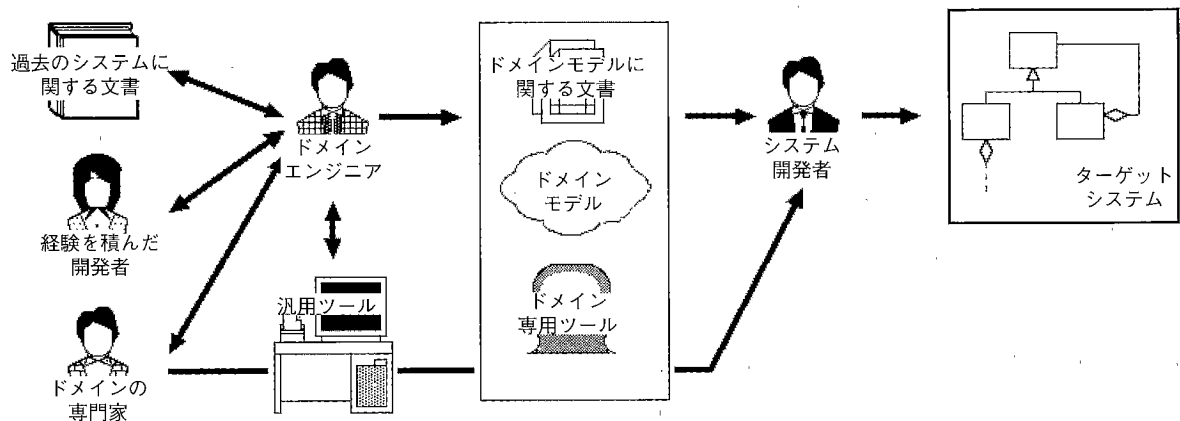 過去のシステムに
関する文書
経験を積んだ
開発者
ドメインの
専門家
ドメイン
エンジニア
汎用ツール
ドメインモデルに
関する文書
ドメイン
モデル
ドメイン
専用ツール
システム
開発者
ターゲット
システム